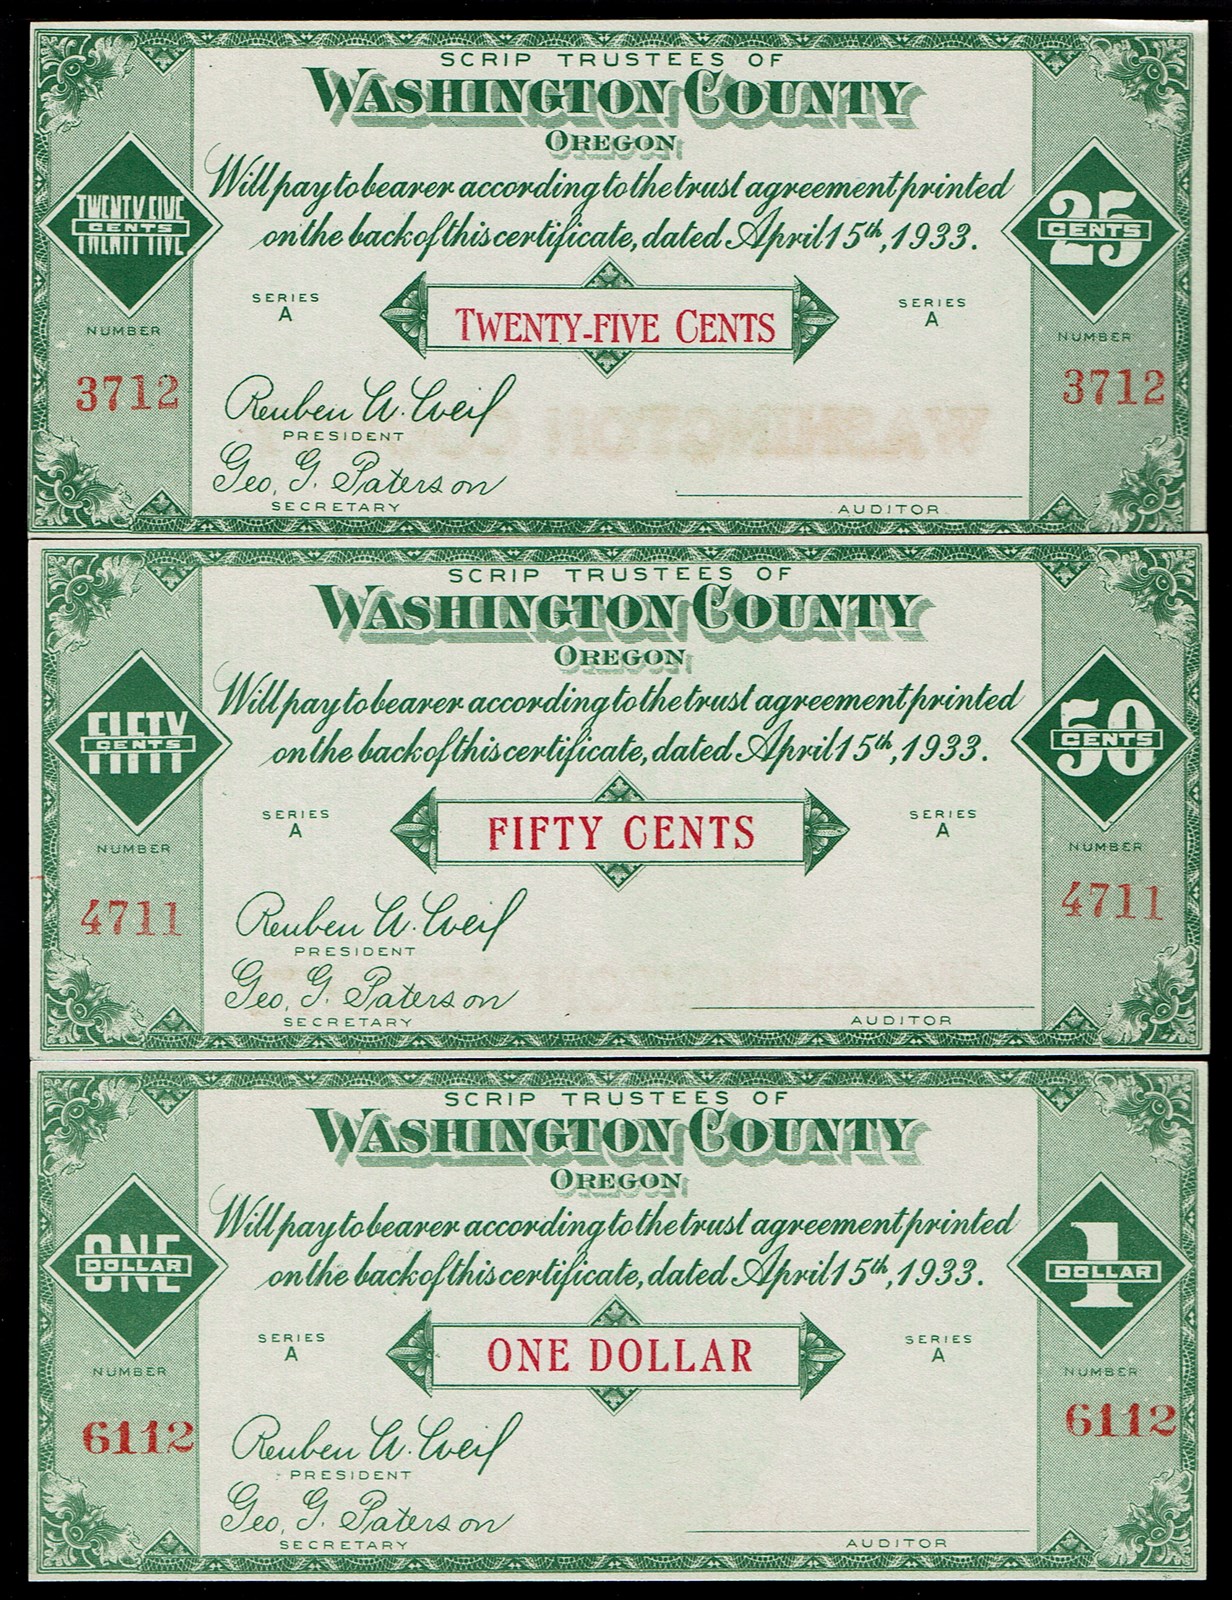 SCRIP TRUSTEES OF
WASHINGTON COUNTY
OREGON
Will pay to bearer according to the trust agreement printed
on the back of this certificate, dated April 15th, 1933.
TWENTY FIVE
CENTS
TWENTY FIVE
25
CENTS
SERIES
A
TWENTY-FIVE CENTS
SERIES
A
NUMBER
NUMBER
3712
3712
Reuben W. Weil
PRESIDENT
Geo. G. Paterson
SECRETARY
AUDITOR
SCRIP TRUSTEES OF
WASHINGTON COUNTY
OREGON
Will pay to bearer according to the trust agreement printed
on the back of this certificate, dated April 15th, 1933.
FIFTY
CENTS
50
CENTS
SERIES
A
FIFTY CENTS
SERIES
A
NUMBER
NUMBER
4711
4711
Reuben W. Weil
PRESIDENT
Geo. G. Paterson
SECRETARY
AUDITOR
SCRIP TRUSTEES OF
WASHINGTON COUNTY
OREGON
Will pay to bearer according to the trust agreement printed
on the back of this certificate, dated April 15th, 1933.
ONE
DOLLAR
1
DOLLAR
SERIES
A
ONE DOLLAR
SERIES
A
NUMBER
NUMBER
6112
6112
Reuben W. Weil
PRESIDENT
Geo. G. Paterson
SECRETARY
AUDITOR